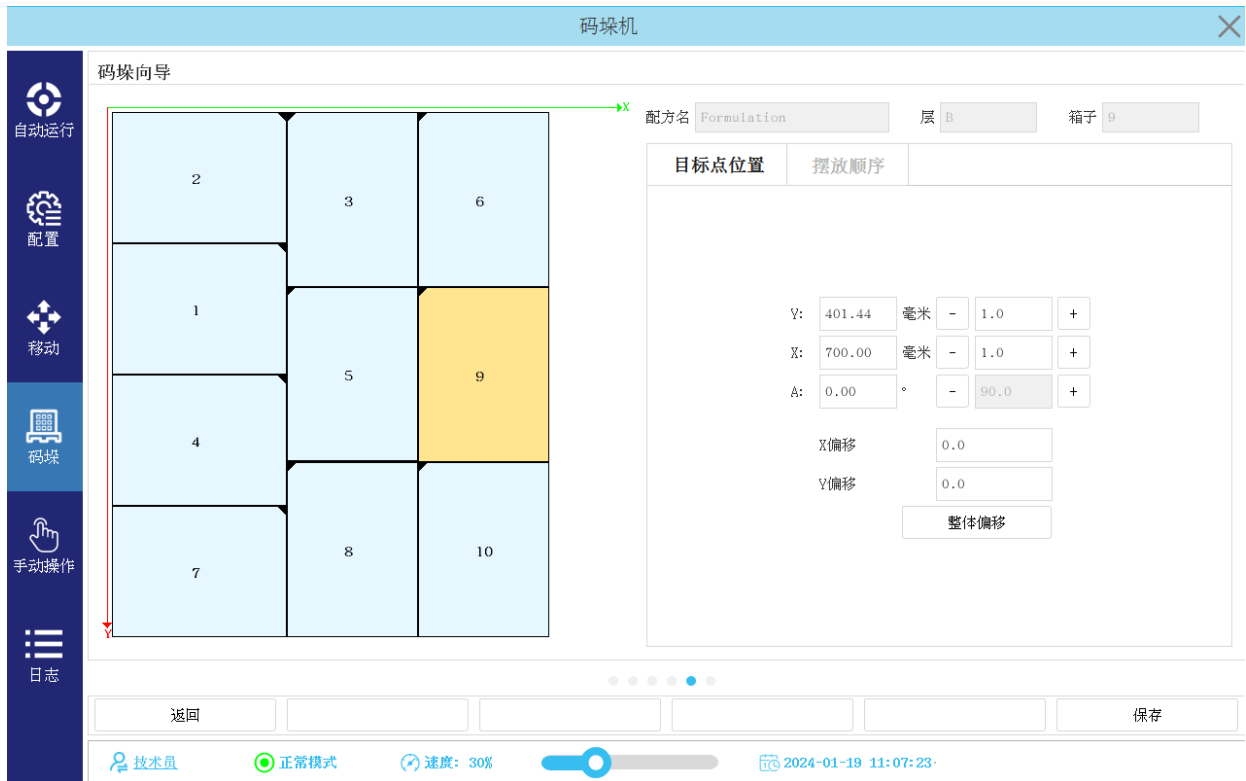 码垛机
自动运行
配置
移动
码垛
手动操作
日志
码垛向导
X
Y
2
3
6
1
5
9
4
8
10
7
配方名 Formulation 层 B 箱子 9
目标点位置 摆放顺序
Y: 401.44 毫米 - 1.0 +
X: 700.00 毫米 - 1.0 +
A: 0.00 ° - 90.0 +
X偏移 0.0
Y偏移 0.0
整体偏移
返回 保存
技术员 正常模式 速度: 30% 2024-01-19 11:07:23